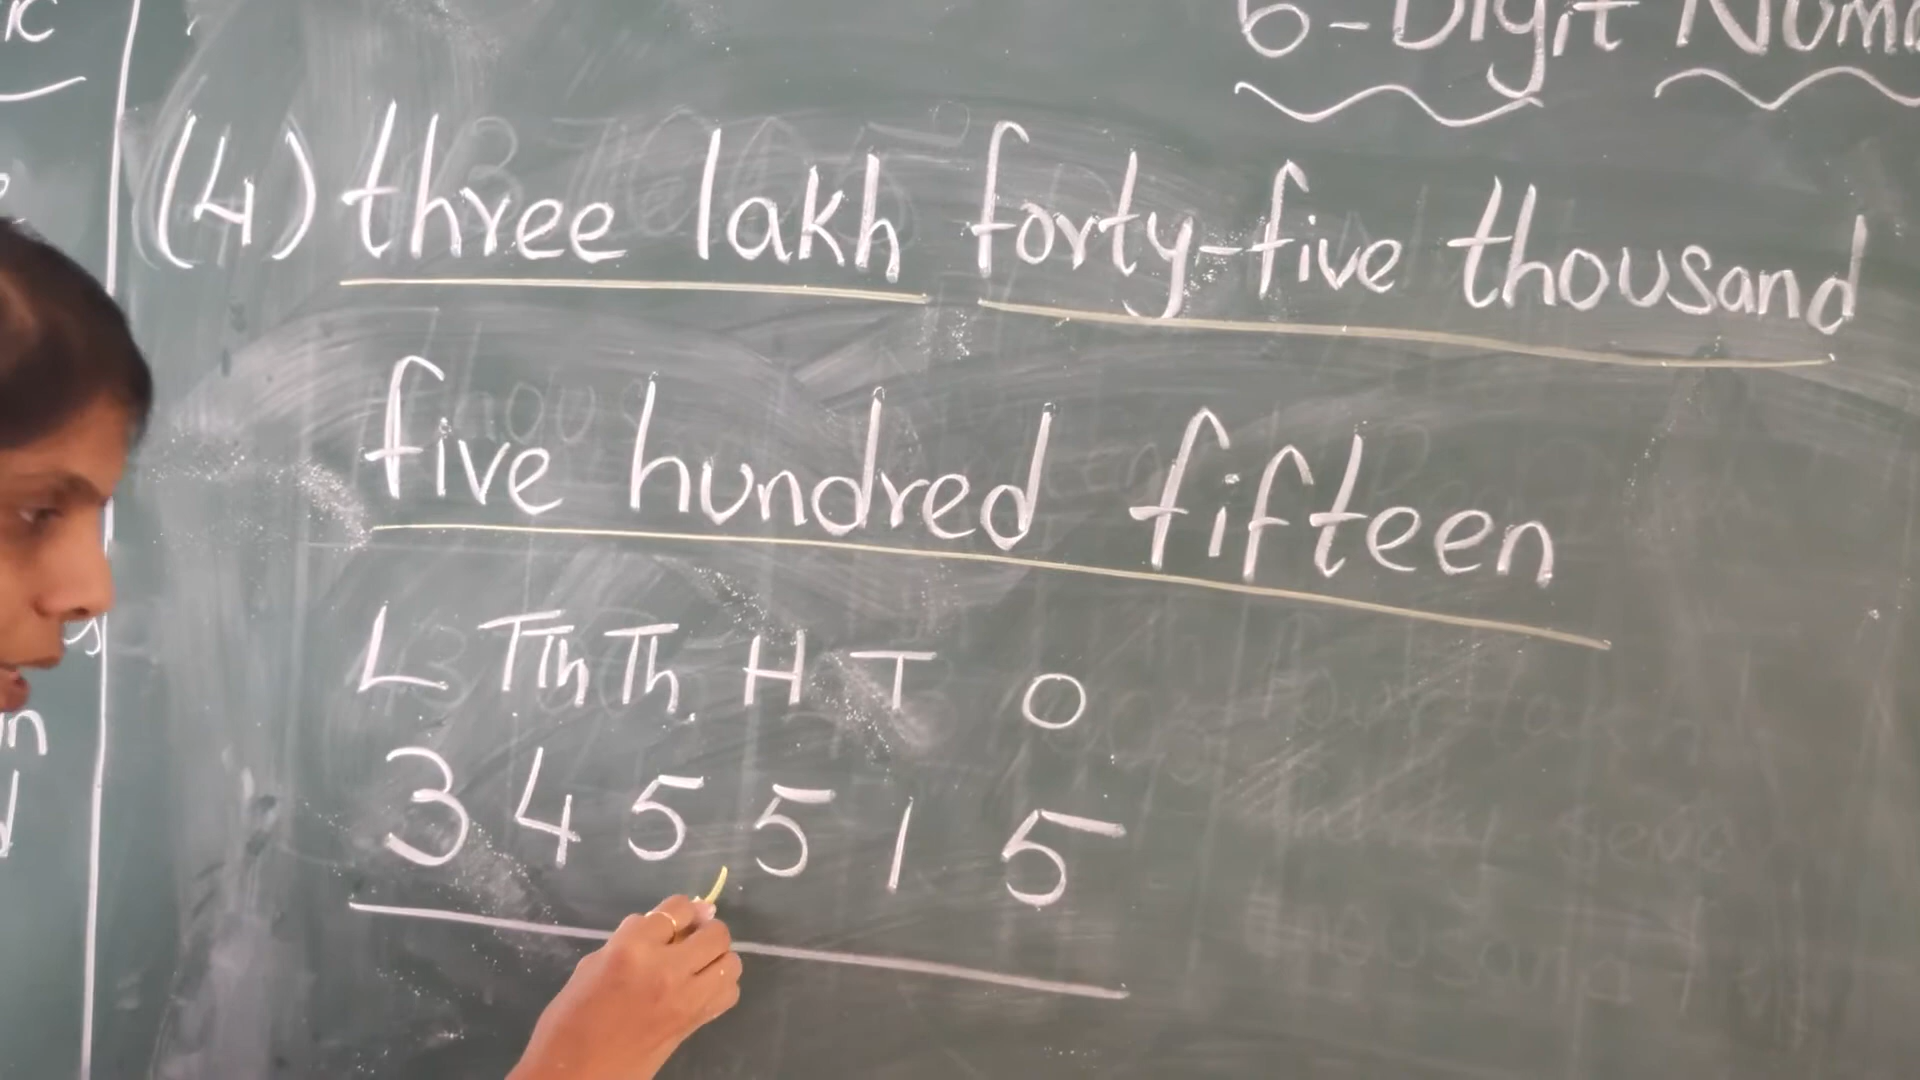 6-Digit Num
(4) three lakh forty-five thousand
five hundred fifteen
L TTh Th H T O
3 4 5 5 1 5